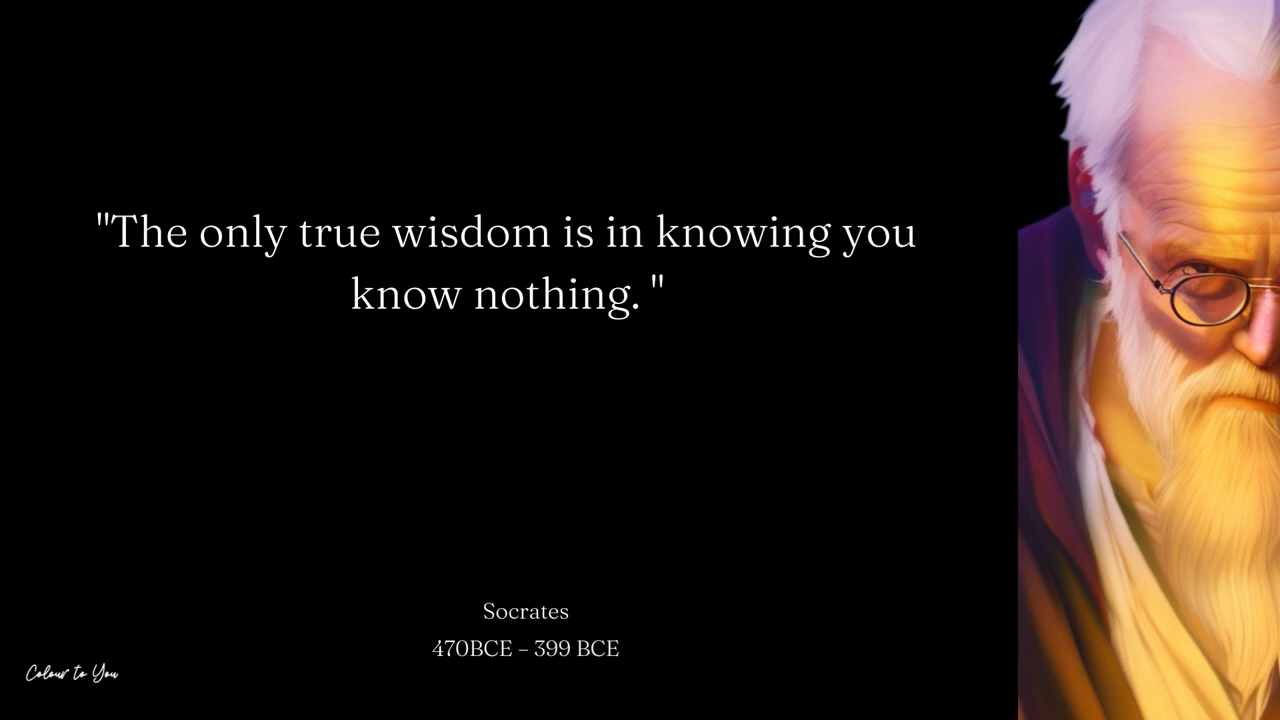 "The only true wisdom is in knowing you
know nothing. "
Socrates
470BCE – 399 BCE
Colour to You